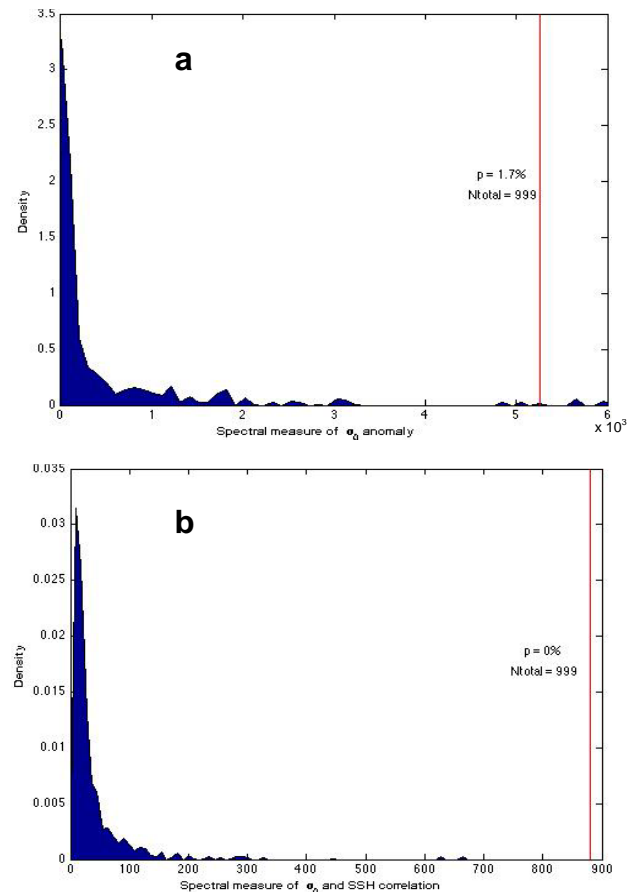 3.5
a
3
2.5
2
p = 1.7%
Ntotal = 999
1.5
1
0.5
0
Density
0 1 2 3 4 5 6
x 10³
Spectral measure of σ₀ anomaly
0.035
b
0.03
0.025
0.02
p = 0%
Ntotal = 999
0.015
0.01
0.005
0
Density
0 100 200 300 400 500 600 700 800 900
Spectral measure of σ₀ and SSH correlation